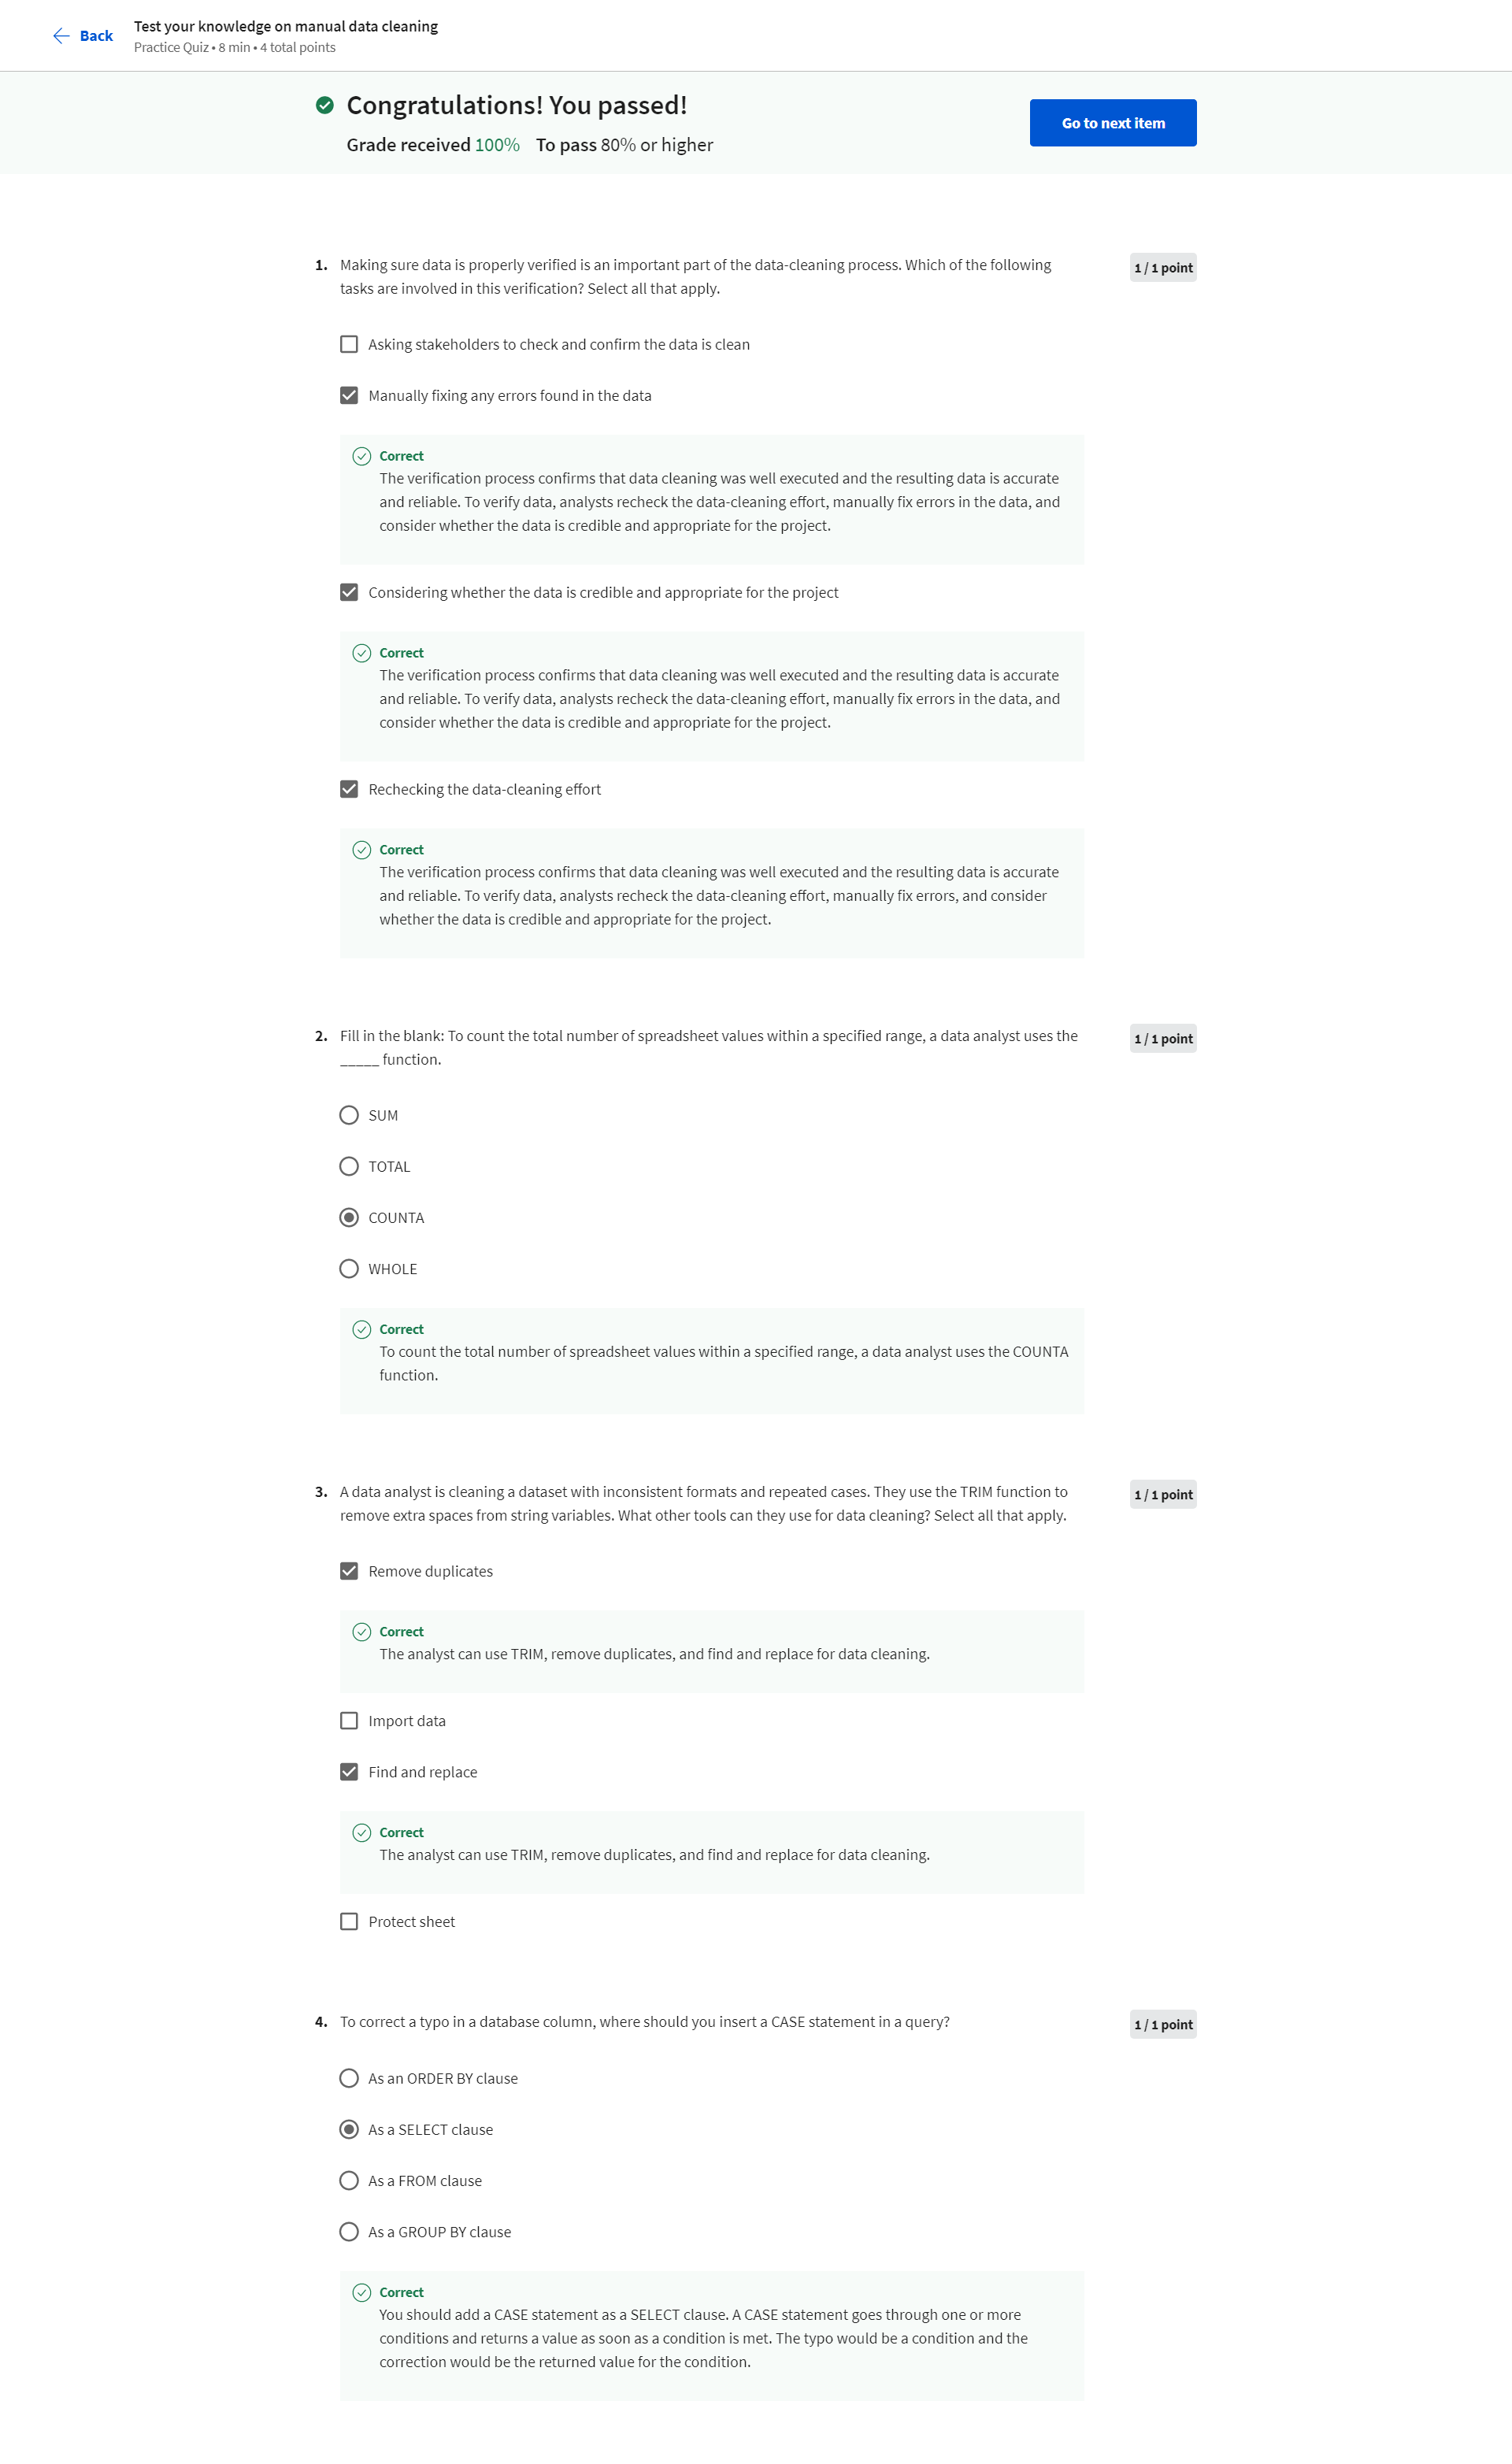 Back
Test your knowledge on manual data cleaning
Practice Quiz • 8 min • 4 total points
Congratulations! You passed!
Grade received 100% To pass 80% or higher
Go to next item
1. Making sure data is properly verified is an important part of the data-cleaning process. Which of the following
tasks are involved in this verification? Select all that apply.
1 / 1 point
Asking stakeholders to check and confirm the data is clean
Manually fixing any errors found in the data
Correct
The verification process confirms that data cleaning was well executed and the resulting data is accurate
and reliable. To verify data, analysts recheck the data-cleaning effort, manually fix errors in the data, and
consider whether the data is credible and appropriate for the project.
Considering whether the data is credible and appropriate for the project
Correct
The verification process confirms that data cleaning was well executed and the resulting data is accurate
and reliable. To verify data, analysts recheck the data-cleaning effort, manually fix errors in the data, and
consider whether the data is credible and appropriate for the project.
Rechecking the data-cleaning effort
Correct
The verification process confirms that data cleaning was well executed and the resulting data is accurate
and reliable. To verify data, analysts recheck the data-cleaning effort, manually fix errors, and consider
whether the data is credible and appropriate for the project.
2. Fill in the blank: To count the total number of spreadsheet values within a specified range, a data analyst uses the
_____ function.
1 / 1 point
SUM
TOTAL
COUNTA
WHOLE
Correct
To count the total number of spreadsheet values within a specified range, a data analyst uses the COUNTA
function.
3. A data analyst is cleaning a dataset with inconsistent formats and repeated cases. They use the TRIM function to
remove extra spaces from string variables. What other tools can they use for data cleaning? Select all that apply.
1 / 1 point
Remove duplicates
Correct
The analyst can use TRIM, remove duplicates, and find and replace for data cleaning.
Import data
Find and replace
Correct
The analyst can use TRIM, remove duplicates, and find and replace for data cleaning.
Protect sheet
4. To correct a typo in a database column, where should you insert a CASE statement in a query?
1 / 1 point
As an ORDER BY clause
As a SELECT clause
As a FROM clause
As a GROUP BY clause
Correct
You should add a CASE statement as a SELECT clause. A CASE statement goes through one or more
conditions and returns a value as soon as a condition is met. The typo would be a condition and the
correction would be the returned value for the condition.